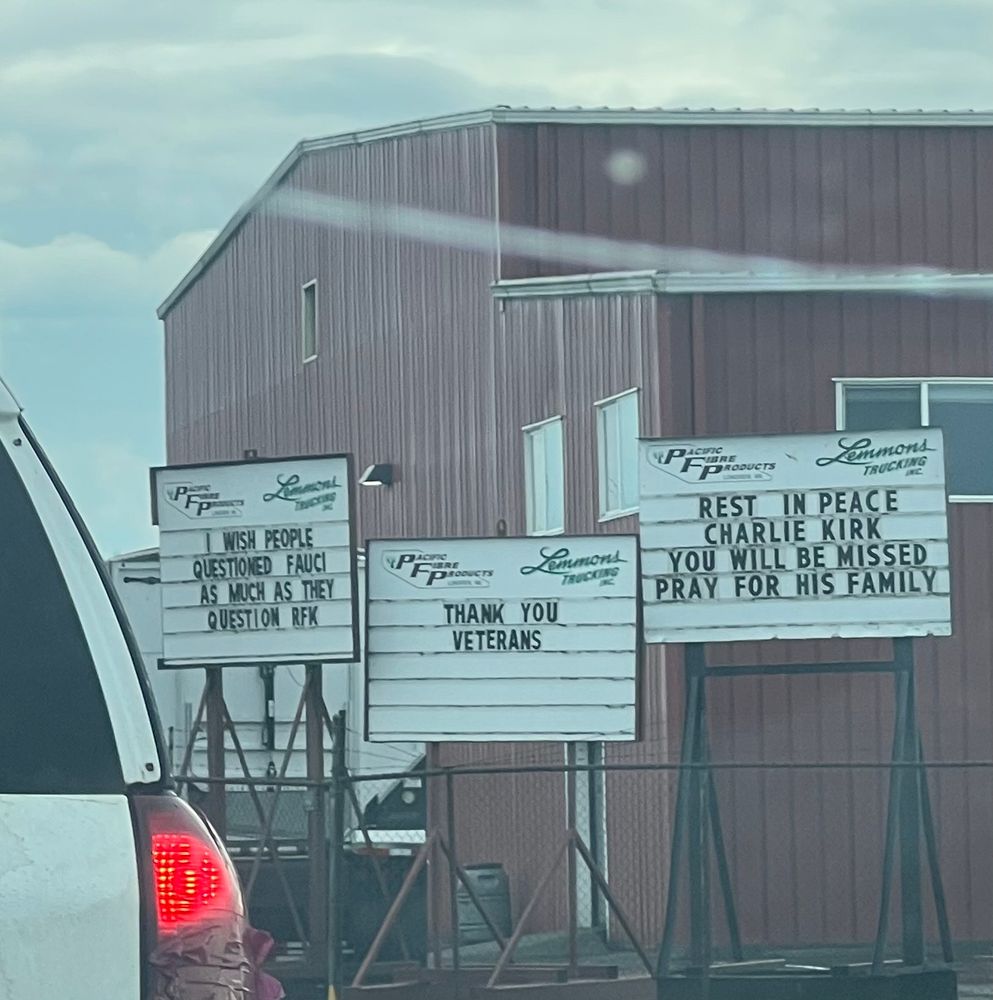 PACIFIC
FIBRE
PRODUCTS
Lemmons
TRUCKING
INC.
I WISH PEOPLE
QUESTIONED FAUCI
AS MUCH AS THEY
QUESTION RFK
PACIFIC
FIBRE
PRODUCTS
Lemmons
TRUCKING
INC.
THANK YOU
VETERANS
PACIFIC
FIBRE
PRODUCTS
Lemmons
TRUCKING
INC.
REST IN PEACE
CHARLIE KIRK
YOU WILL BE MISSED
PRAY FOR HIS FAMILY